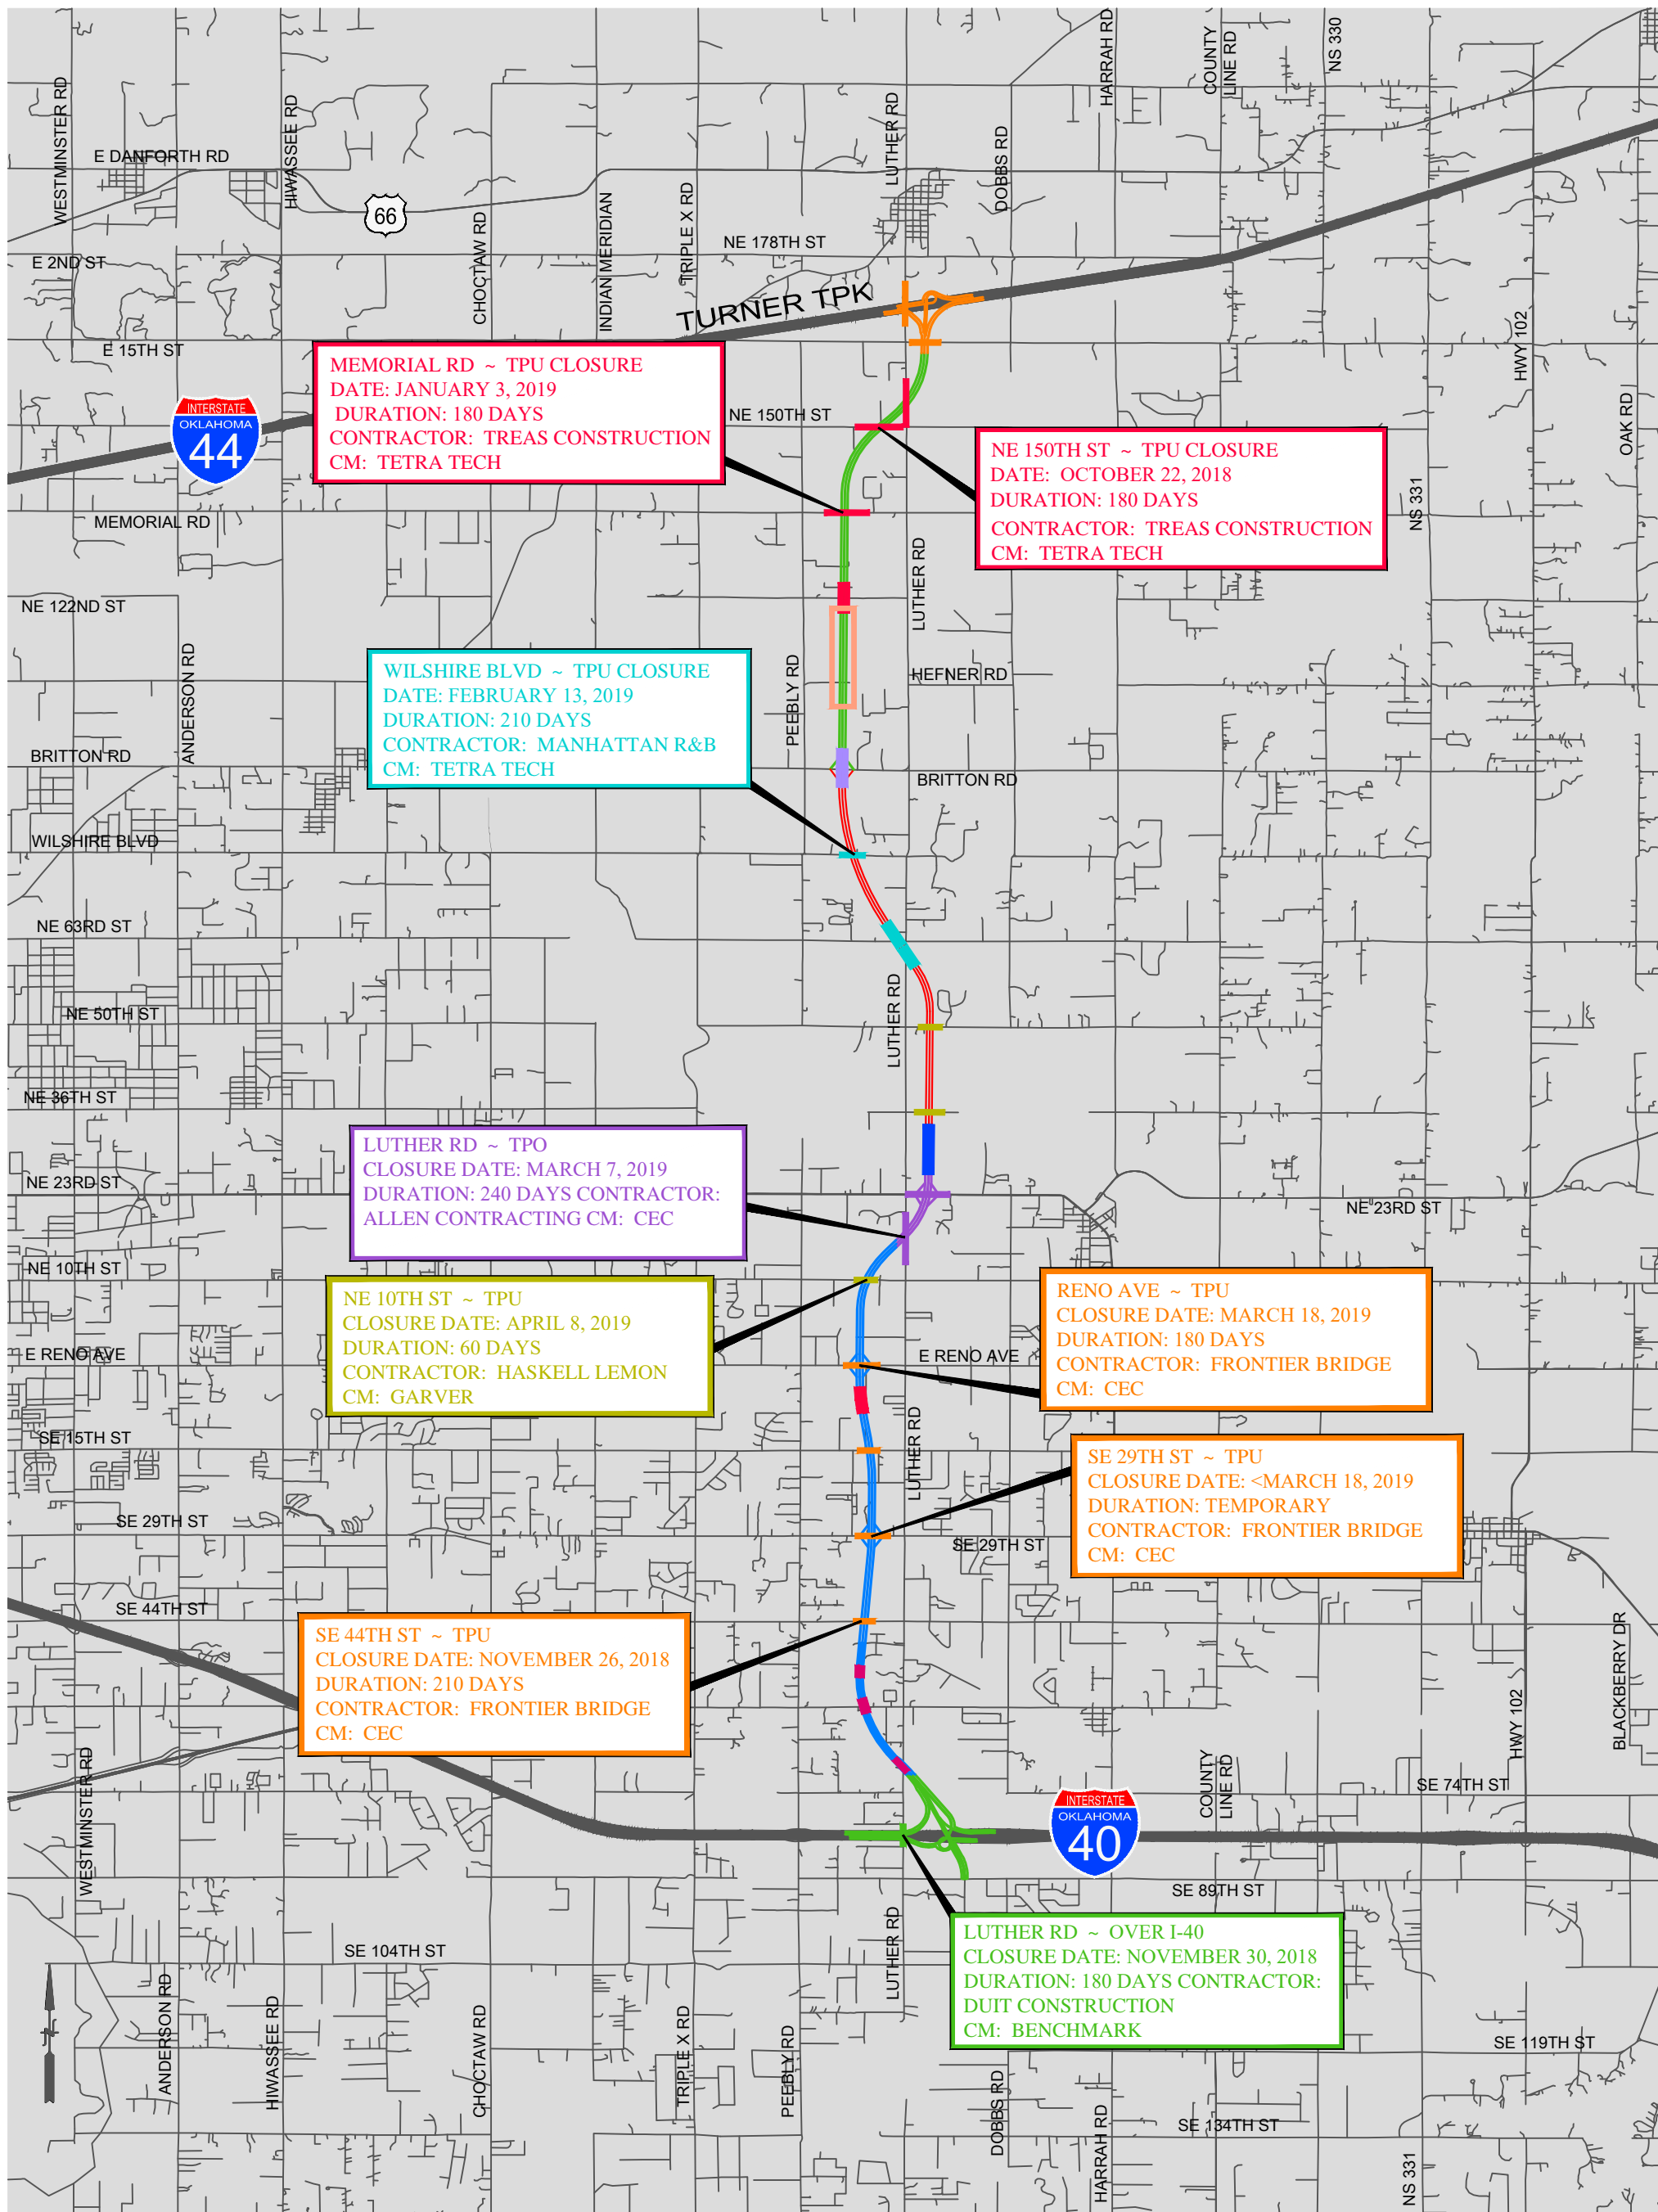 WESTMINSTER RD
E DANFORTH RD
HIWASSEE RD
66
CHOCTAW RD
INDIAN MERIDIAN
TRIPLE X RD
NE 178TH ST
LUTHER RD
DOBBS RD
HARRAH RD
COUNTY
LINE RD
NS 330
E 2ND ST
TURNER TPK
E 15TH ST
HWY 102
OAK RD
INTERSTATE
OKLAHOMA
44
MEMORIAL RD ~ TPU CLOSURE
DATE: JANUARY 3, 2019
DURATION: 180 DAYS
CONTRACTOR: TREAS CONSTRUCTION
CM: TETRA TECH
NE 150TH ST
NE 150TH ST ~ TPU CLOSURE
DATE: OCTOBER 22, 2018
DURATION: 180 DAYS
CONTRACTOR: TREAS CONSTRUCTION
CM: TETRA TECH
NS 331
MEMORIAL RD
LUTHER RD
NE 122ND ST
ANDERSON RD
WILSHIRE BLVD ~ TPU CLOSURE
DATE: FEBRUARY 13, 2019
DURATION: 210 DAYS
CONTRACTOR: MANHATTAN R&B
CM: TETRA TECH
PEEBLY RD
HEFNER RD
BRITTON RD
BRITTON RD
WILSHIRE BLVD
NE 63RD ST
NE 50TH ST
LUTHER RD
NE 36TH ST
LUTHER RD ~ TPO
CLOSURE DATE: MARCH 7, 2019
DURATION: 240 DAYS CONTRACTOR:
ALLEN CONTRACTING CM: CEC
NE 23RD ST
NE 23RD ST
NE 10TH ST
NE 10TH ST ~ TPU
CLOSURE DATE: APRIL 8, 2019
DURATION: 60 DAYS
CONTRACTOR: HASKELL LEMON
CM: GARVER
RENO AVE ~ TPU
CLOSURE DATE: MARCH 18, 2019
DURATION: 180 DAYS
CONTRACTOR: FRONTIER BRIDGE
CM: CEC
E RENO AVE
E RENO AVE
LUTHER RD
SE 15TH ST
SE 29TH ST ~ TPU
CLOSURE DATE: <MARCH 18, 2019
DURATION: TEMPORARY
CONTRACTOR: FRONTIER BRIDGE
CM: CEC
SE 29TH ST
SE 29TH ST
SE 44TH ST
SE 44TH ST ~ TPU
CLOSURE DATE: NOVEMBER 26, 2018
DURATION: 210 DAYS
CONTRACTOR: FRONTIER BRIDGE
CM: CEC
HWY 102
BLACKBERRY DR
WESTMINSTER RD
COUNTY
LINE RD
SE 74TH ST
INTERSTATE
OKLAHOMA
40
SE 89TH ST
LUTHER RD
LUTHER RD ~ OVER I-40
CLOSURE DATE: NOVEMBER 30, 2018
DURATION: 180 DAYS CONTRACTOR:
DUIT CONSTRUCTION
CM: BENCHMARK
SE 104TH ST
ANDERSON RD
HIWASSEE RD
CHOCTAW RD
TRIPLE X RD
PEEBLY RD
SE 119TH ST
DOBBS RD
HARRAH RD
SE 134TH ST
NS 331